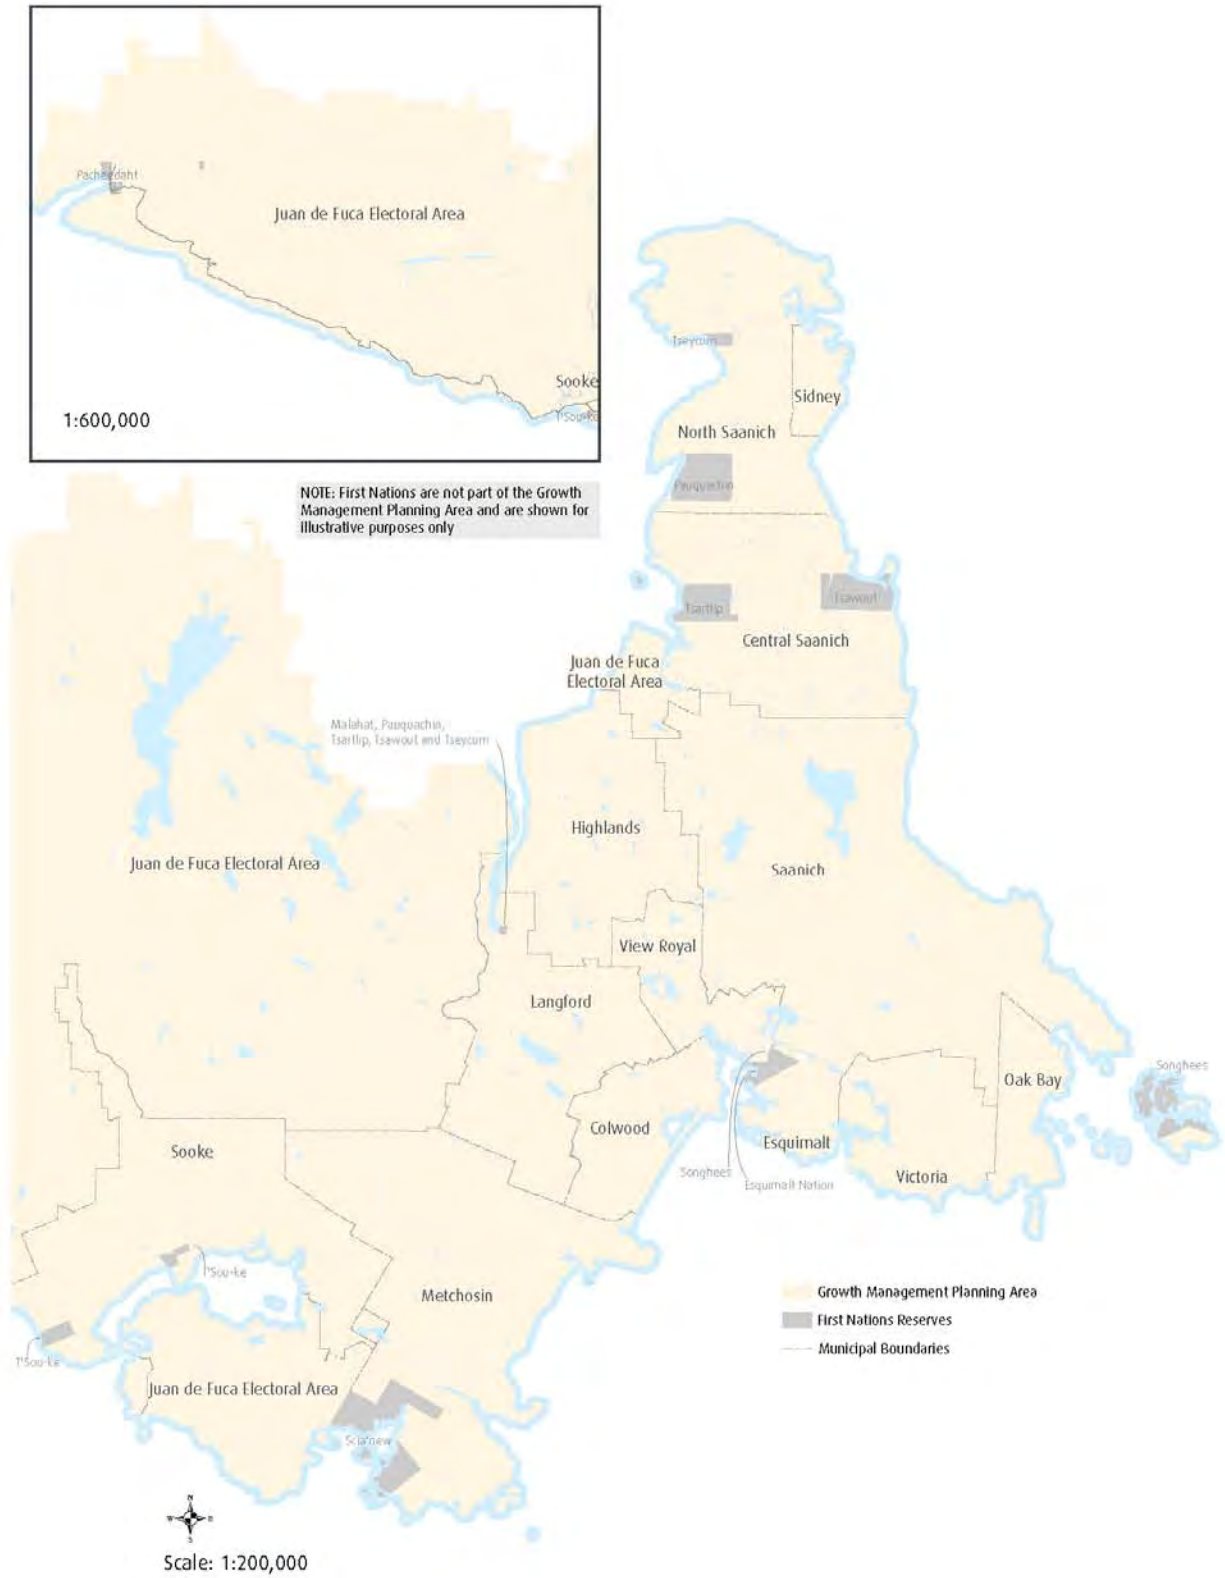 Pacheedaht
Juan de Fuca Electoral Area
Sooke
T'Sou-ke
1:600,000
Tseycum
Sidney
North Saanich
Pauquachin
NOTE: First Nations are not part of the Growth
Management Planning Area and are shown for
illustrative purposes only
Tsartlip
Tsawout
Central Saanich
Juan de Fuca
Electoral Area
Malahat, Pauquachin,
Tsartlip, Tsawout and Tseycum
Highlands
Juan de Fuca Electoral Area
Saanich
View Royal
Langford
Songhees
Oak Bay
Colwood
Esquimalt
Sooke
Songhees
Esquimalt Nation
Victoria
T'Sou-ke
Metchosin
Growth Management Planning Area
First Nations Reserves
Municipal Boundaries
T'Sou-ke
Juan de Fuca Electoral Area
Scia'new
N
W
E
S
Scale: 1:200,000